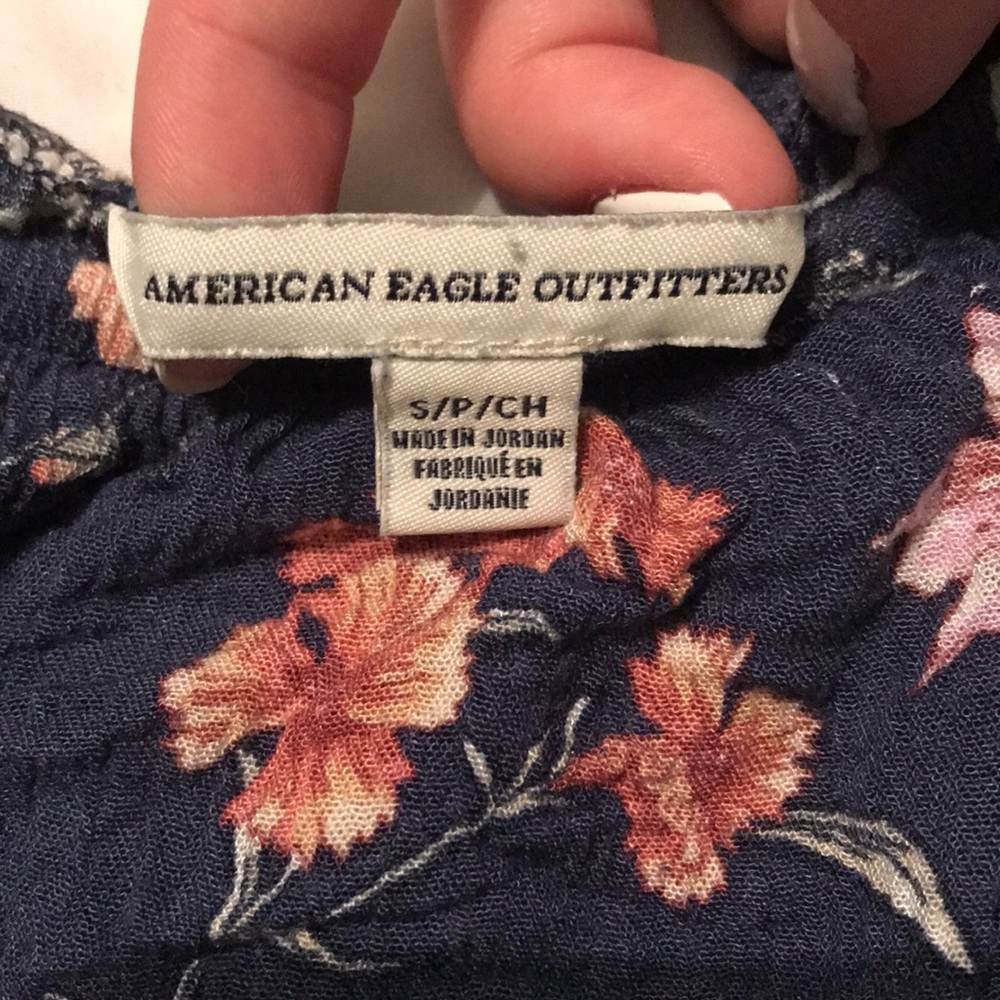 AMERICAN EAGLE OUTFITTERS
S/P/CH
MADE IN JORDAN
FABRIQUÉ EN
JORDANIE